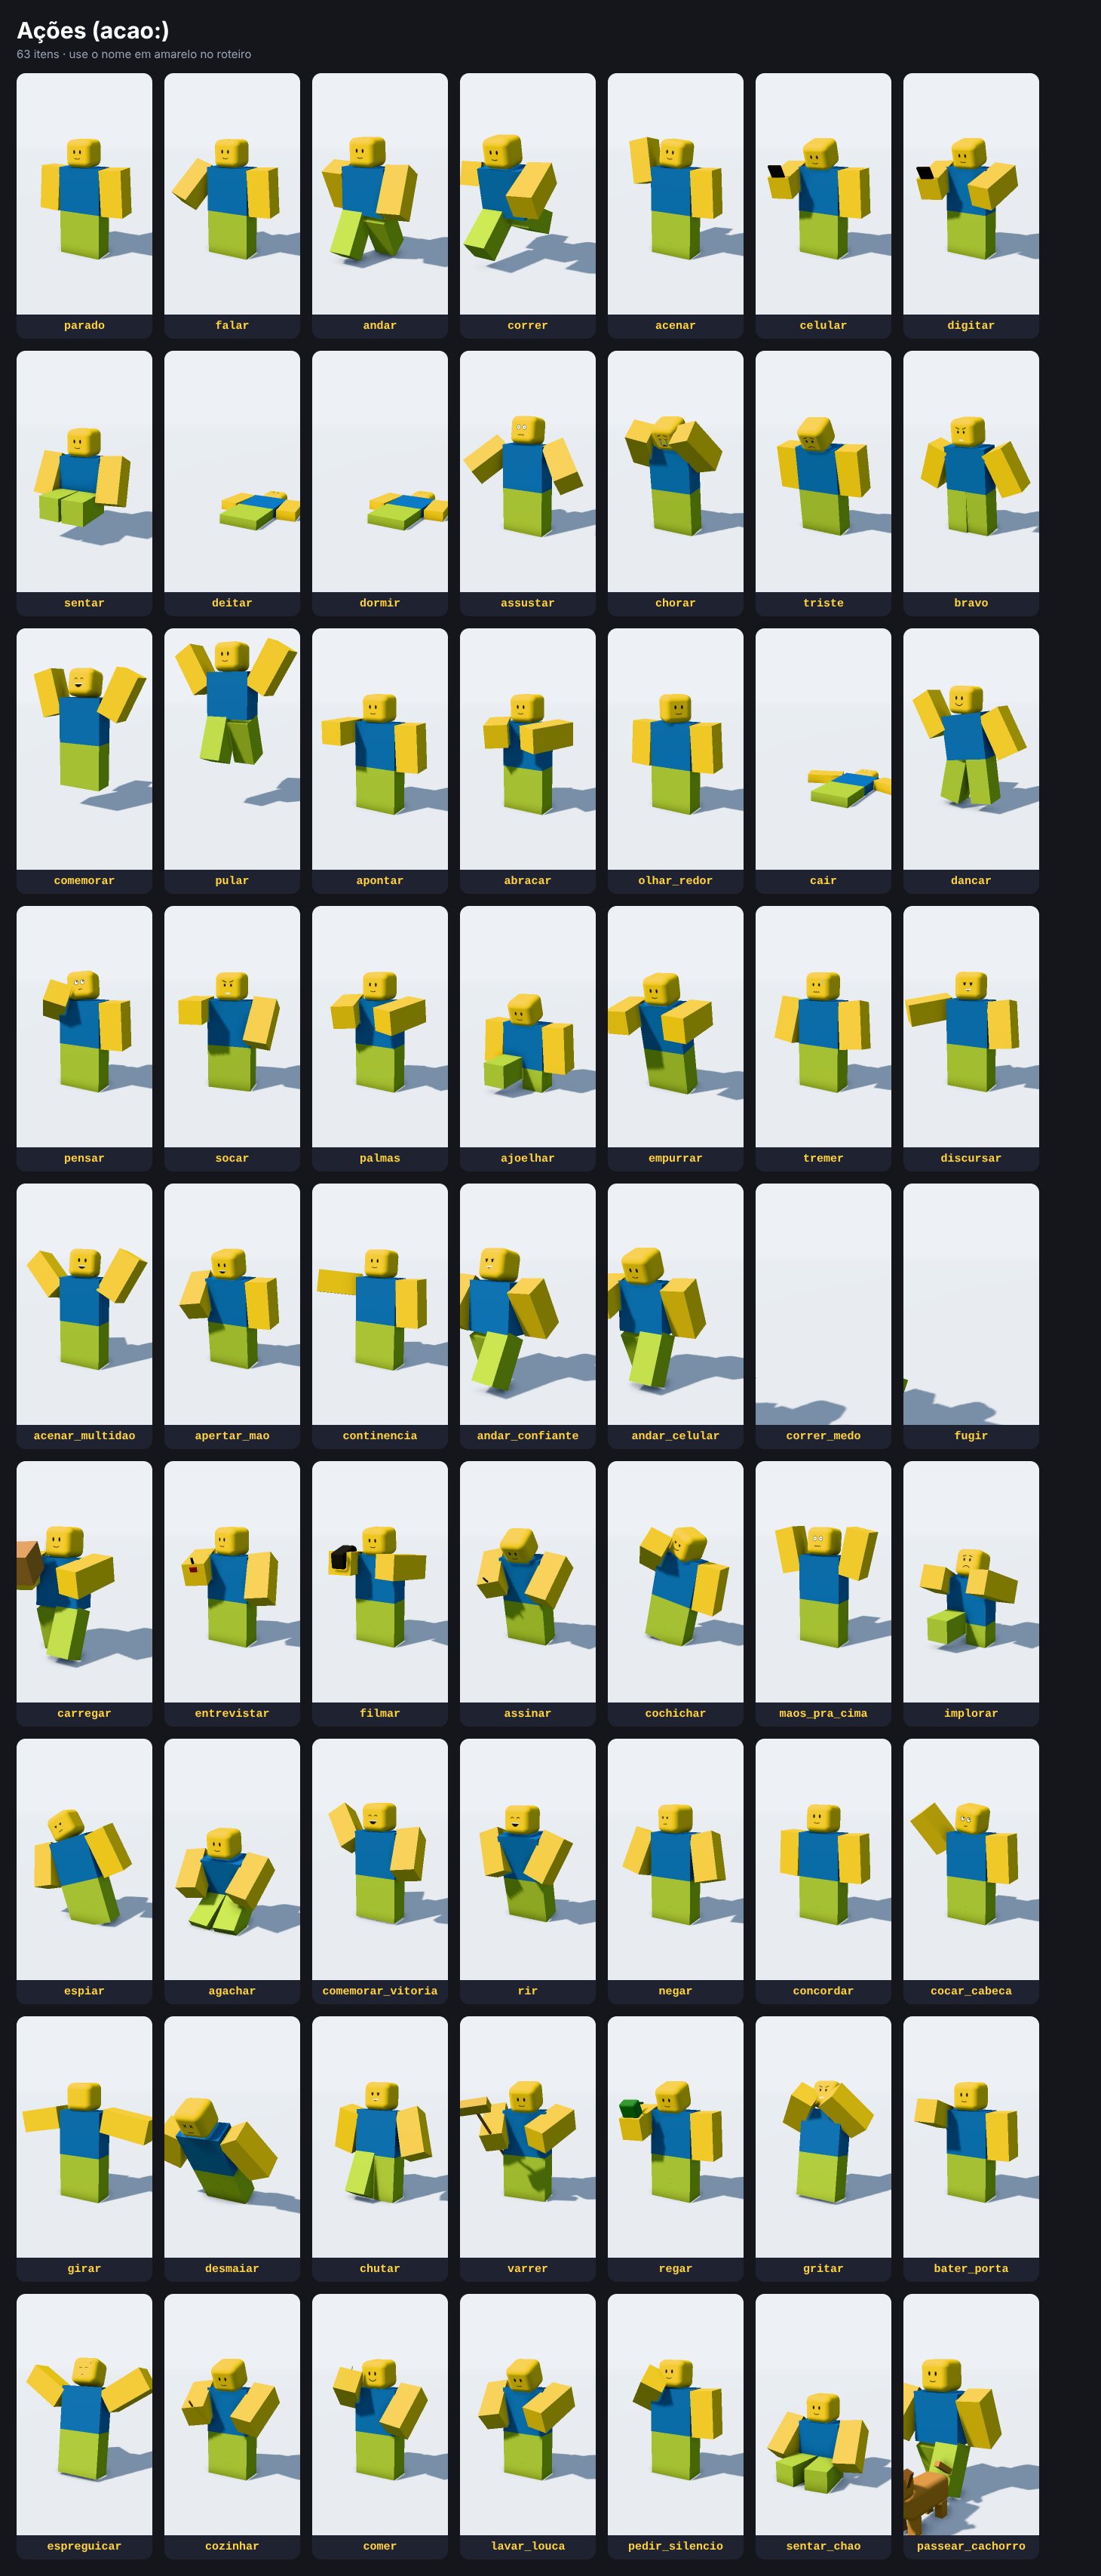 Ações (acao:)
63 itens · use o nome em amarelo no roteiro
parado falar andar correr acenar celular digitar
sentar deitar dormir assustar chorar triste bravo
comemorar pular apontar abracar olhar_redor cair dancar
pensar socar palmas ajoelhar empurrar tremer discursar
acenar_multidao apertar_mao continencia andar_confiante andar_celular correr_medo fugir
carregar entrevistar filmar assinar cochichar maos_pra_cima implorar
espiar agachar comemorar_vitoria rir negar concordar cocar_cabeca
girar desmaiar chutar varrer regar gritar bater_porta
espreguicar cozinhar comer lavar_louca pedir_silencio sentar_chao passear_cachorro